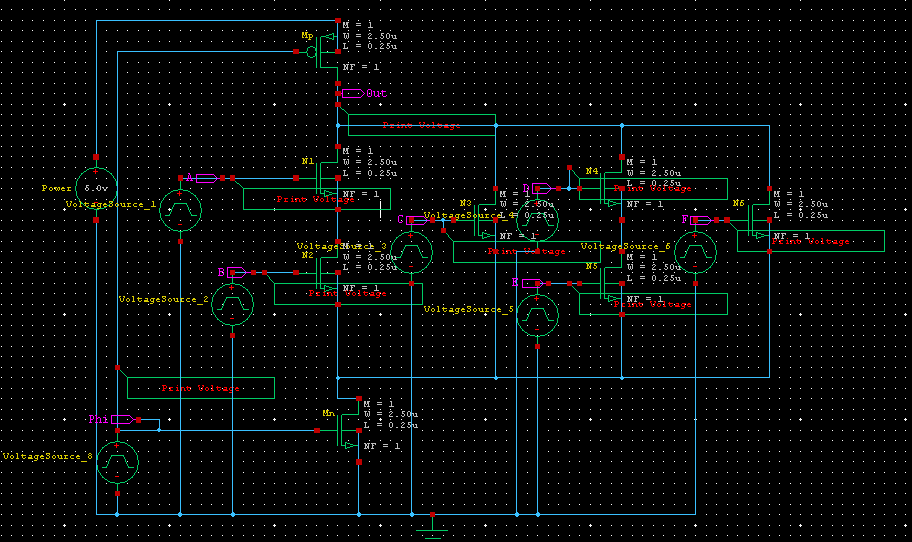 M = 1
Mp
W = 2.50u
L = 0.25u
NF = 1
Out
Print Voltage
M = 1
N1
W = 2.50u
L = 0.25u
NF = 1
A
Print Voltage
M = 1
N4
W = 2.50u
L = 0.25u
NF = 1
D
Print Voltage
Power
5.0v
VoltageSource_1
M = 1
N3
W = 2.50u
L = 0.25u
NF = 1
C
VoltageSource_4
Print Voltage
M = 1
N6
W = 2.50u
L = 0.25u
NF = 1
F
Print Voltage
VoltageSource_3
VoltageSource_6
M = 1
N2
W = 2.50u
L = 0.25u
NF = 1
B
Print Voltage
M = 1
N5
W = 2.50u
L = 0.25u
NF = 1
E
Print Voltage
VoltageSource_2
VoltageSource_5
Print Voltage
M = 1
Mn
W = 2.50u
L = 0.25u
NF = 1
Phi
VoltageSource_8